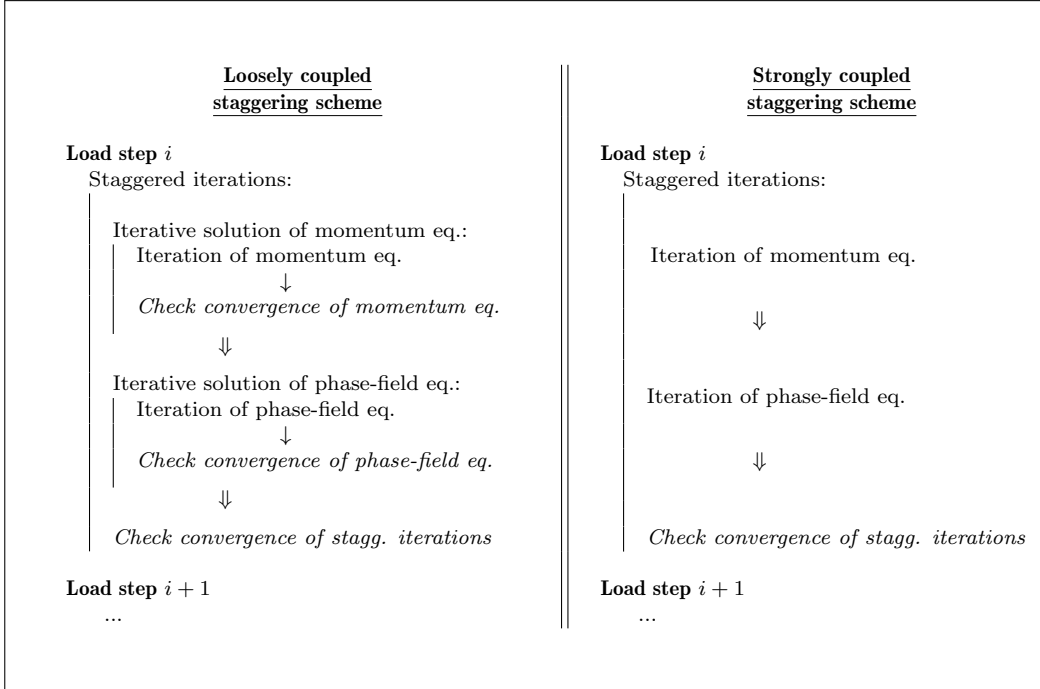 Loosely coupled
staggering scheme
Load step i
Staggered iterations:
Iterative solution of momentum eq.:
Iteration of momentum eq.
↓
Check convergence of momentum eq.
⇓
Iterative solution of phase-field eq.:
Iteration of phase-field eq.
↓
Check convergence of phase-field eq.
⇓
Check convergence of stagg. iterations
Load step i + 1
...
Strongly coupled
staggering scheme
Load step i
Staggered iterations:
Iteration of momentum eq.
⇓
Iteration of phase-field eq.
⇓
Check convergence of stagg. iterations
Load step i + 1
...